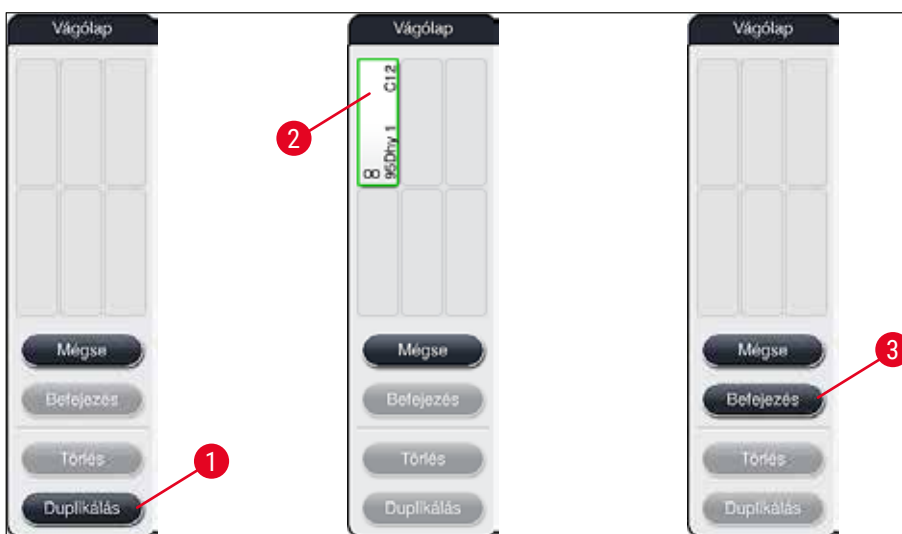 Vágólap
Mégse
Befejezés
Törlés
Duplikálás
1
Vágólap
C12
95Dhy 1
8
2
Mégse
Befejezés
Törlés
Duplikálás
Vágólap
Mégse
Befejezés
3
Törlés
Duplikálás